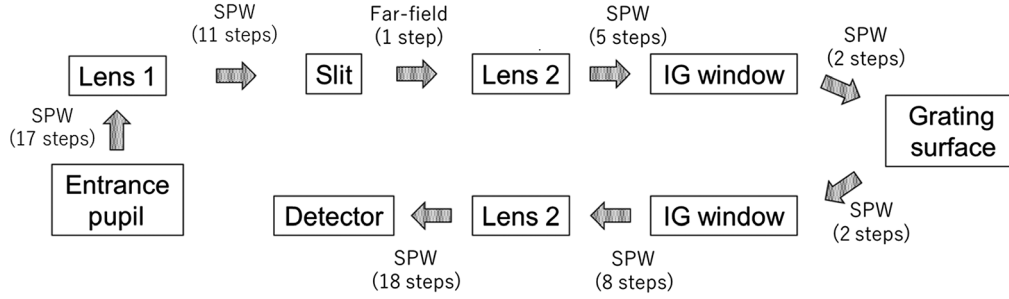 SPW
(11 steps)
Far-field
(1 step)
SPW
(5 steps)
SPW
(2 steps)
Lens 1
Slit
Lens 2
IG window
SPW
(17 steps)
Grating
surface
Entrance
pupil
Detector
Lens 2
IG window
SPW
(2 steps)
SPW
(18 steps)
SPW
(8 steps)